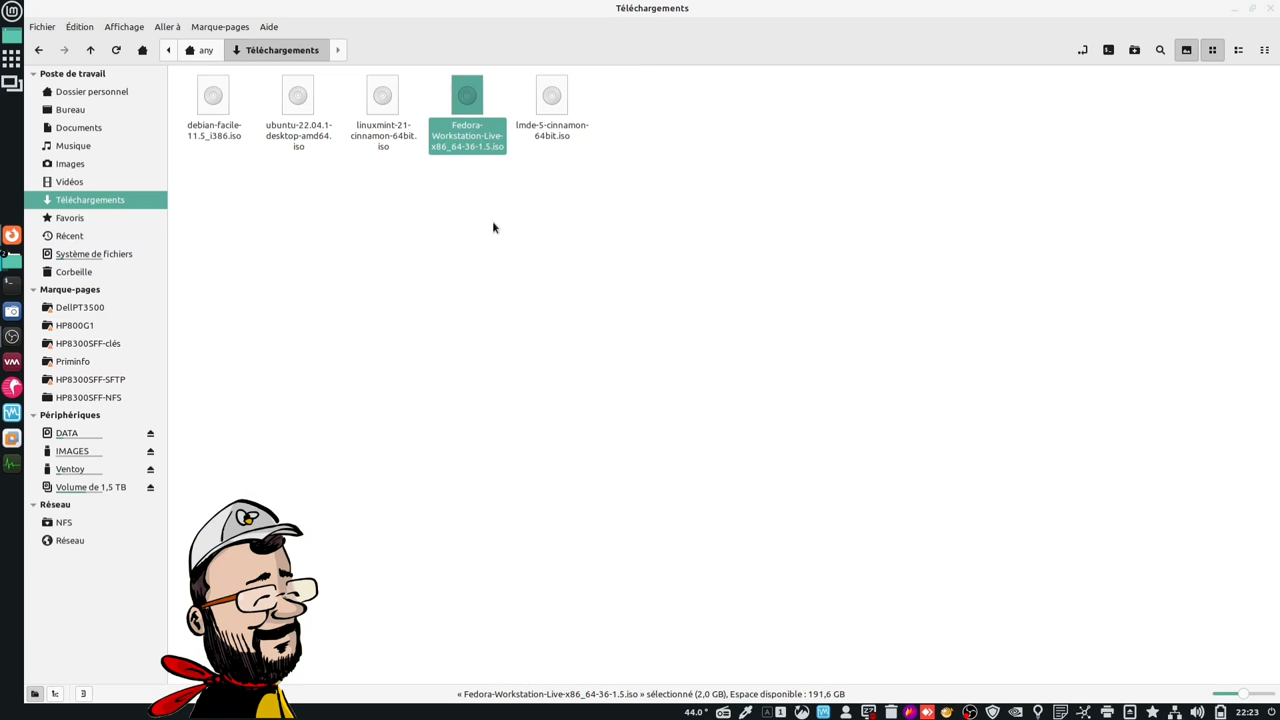 Téléchargements
Fichier Édition Affichage Aller à Marque-pages Aide
any Téléchargements
Poste de travail
Dossier personnel
Bureau
Documents
Musique
Images
Vidéos
Téléchargements
Favoris
Récent
Système de fichiers
Corbeille
Marque-pages
DellPT3500
HP800G1
HP8300SFF-clés
Priminfo
HP8300SFF-SFTP
HP8300SFF-NFS
Périphériques
DATA
IMAGES
Ventoy
Volume de 1,5 TB
Réseau
NFS
Réseau
debian-facile-
11.5_i386.iso
ubuntu-22.04.1-
desktop-amd64.
iso
linuxmint-21-
cinnamon-64bit.
iso
Fedora-
Workstation-Live-
x86_64-36-1.5.iso
lmde-5-cinnamon-
64bit.iso
« Fedora-Workstation-Live-x86_64-36-1.5.iso » sélectionné (2,0 GB), Espace disponible : 191,6 GB
44.0 ° A 1 22:23